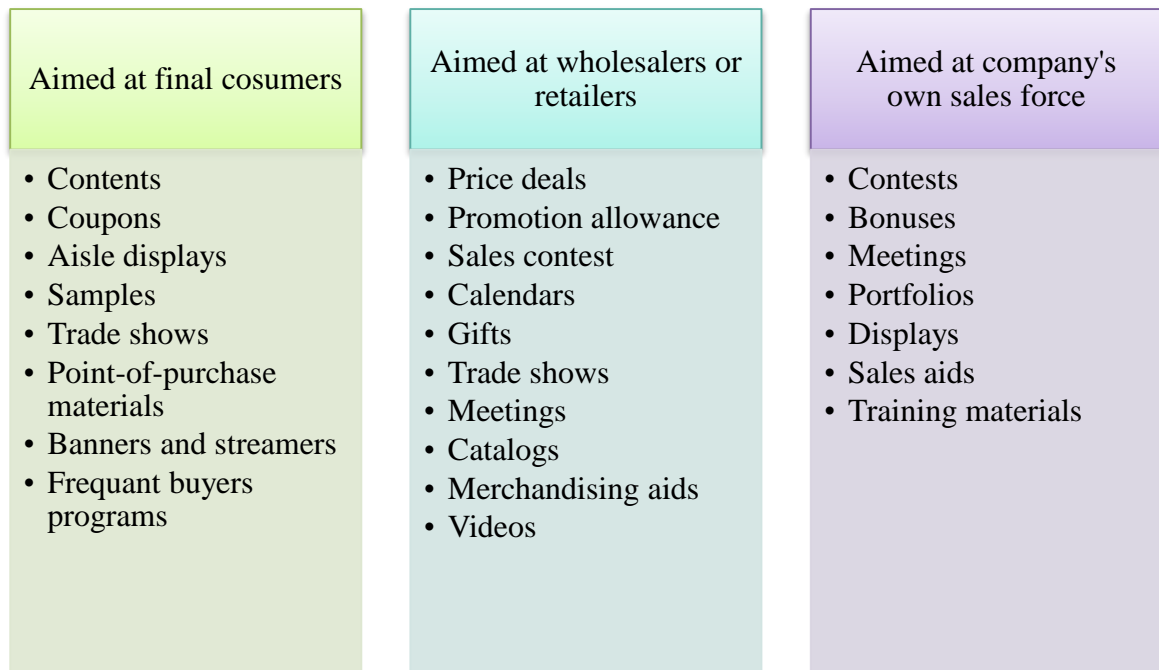 Aimed at final cosumers
• Contents
• Coupons
• Aisle displays
• Samples
• Trade shows
• Point-of-purchase
materials
• Banners and streamers
• Frequant buyers
programs
Aimed at wholesalers or
retailers
• Price deals
• Promotion allowance
• Sales contest
• Calendars
• Gifts
• Trade shows
• Meetings
• Catalogs
• Merchandising aids
• Videos
Aimed at company's
own sales force
• Contests
• Bonuses
• Meetings
• Portfolios
• Displays
• Sales aids
• Training materials